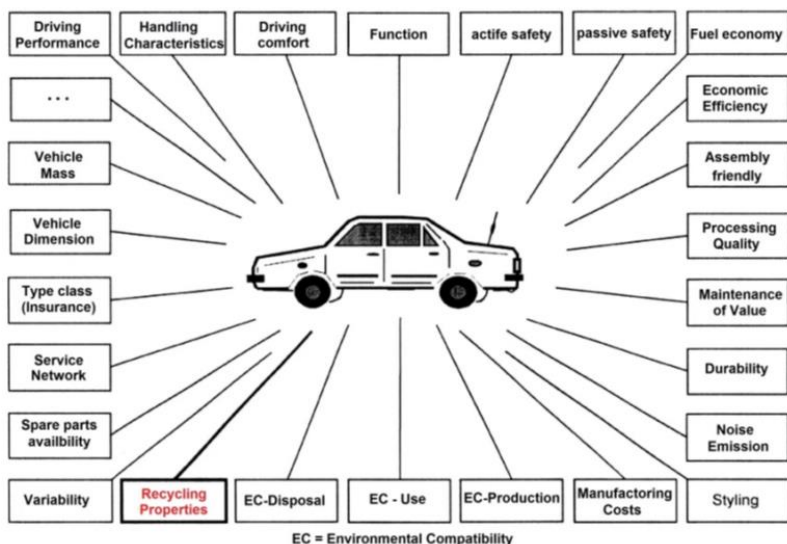 Driving
Performance
Handling
Characteristics
Driving
comfort
Function
actife safety
passive safety
Fuel economy
...
Economic
Efficiency
Vehicle
Mass
Assembly
friendly
Vehicle
Dimension
Processing
Quality
Type class
(Insurance)
Maintenance
of Value
Service
Network
Durability
Spare parts
availbility
Noise
Emission
Variability
Recycling
Properties
EC-Disposal
EC - Use
EC-Production
Manufactoring
Costs
Styling
EC = Environmental Compatibility